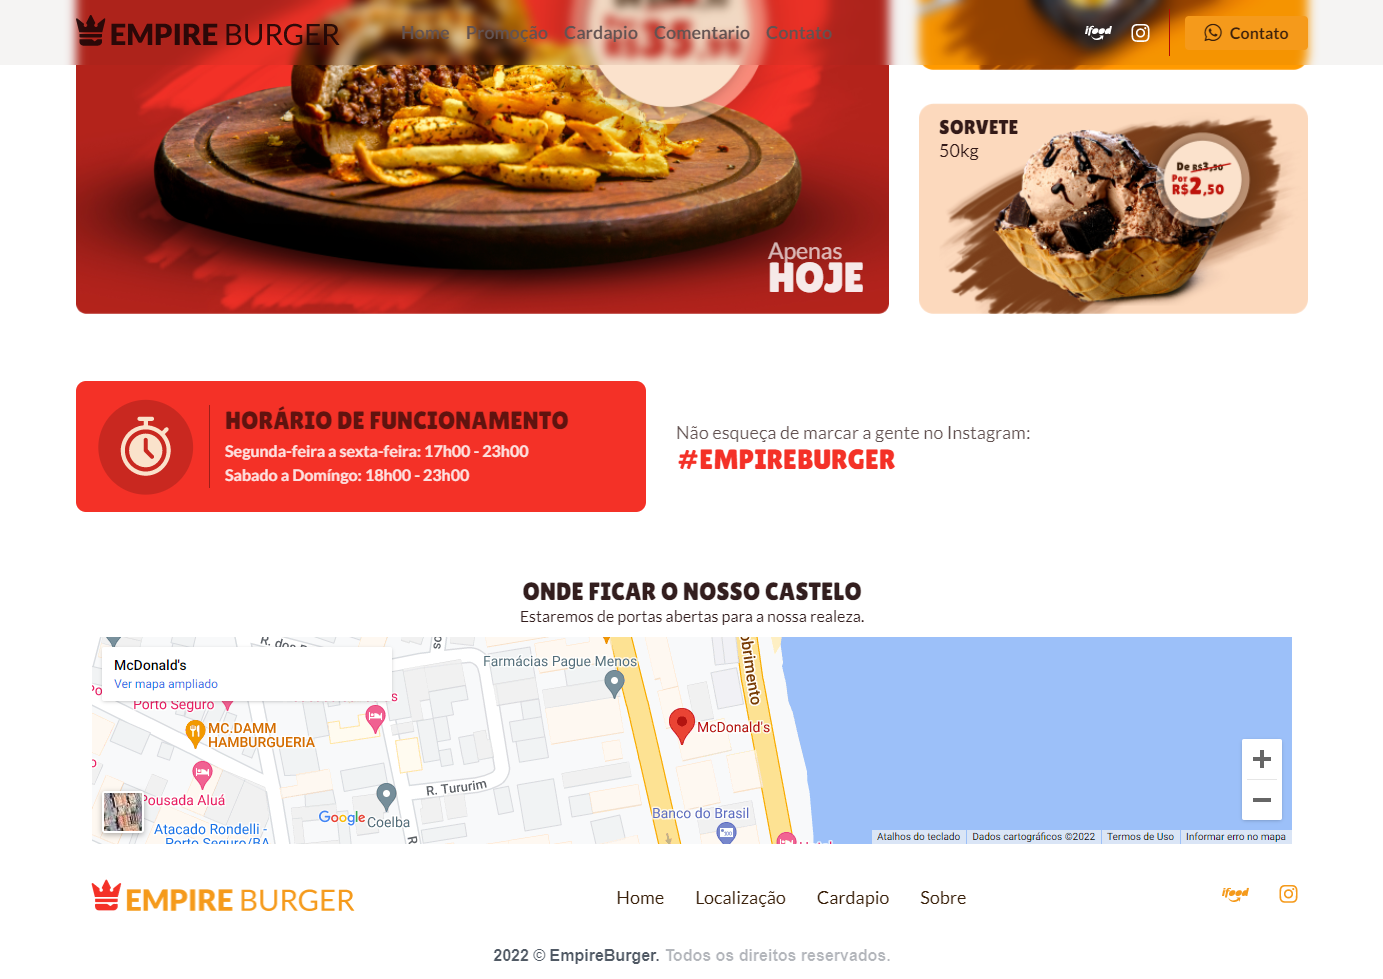 EMPIRE BURGER
Home Promoção Cardapio Comentario Contato
ifood
Contato
SORVETE
50kg
De R$3,90
Por
R$2,50
Apenas
HOJE
HORÁRIO DE FUNCIONAMENTO
Segunda-feira a sexta-feira: 17h00 - 23h00
Sabado a Domíngo: 18h00 - 23h00
Não esqueça de marcar a gente no Instagram:
#EMPIREBURGER
ONDE FICAR O NOSSO CASTELO
Estaremos de portas abertas para a nossa realeza.
McDonald's
Ver mapa ampliado
Farmácias Pague Menos
Porto Seguro
MC.DAMM
HAMBURGUERIA
McDonald's
R. Tururim
Pousada Aluá
Google
Coelba
Banco do Brasil
Atacado Rondelli -
Porto Seguro/BA
Atalhos do teclado Dados cartográficos ©2022 Termos de Uso Informar erro no mapa
EMPIRE BURGER
Home Localização Cardapio Sobre
ifood
2022 © EmpireBurger. Todos os direitos reservados.